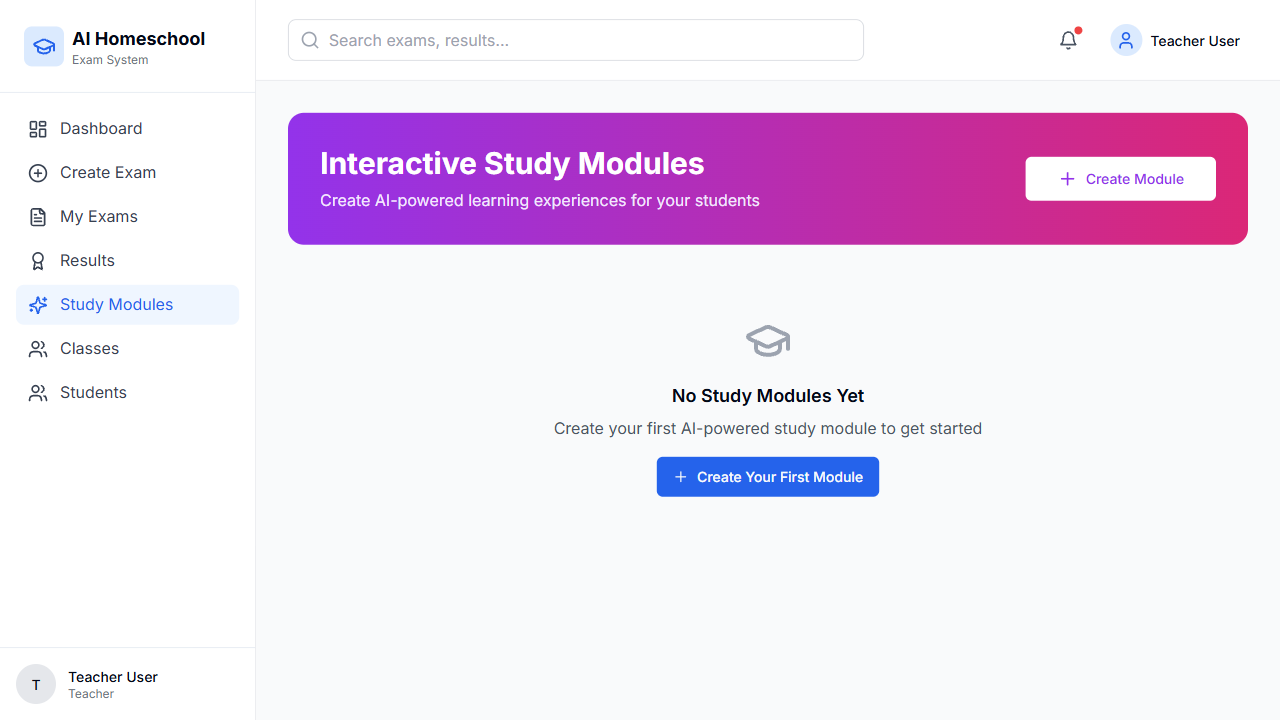 AI Homeschool
Exam System
Dashboard
Create Exam
My Exams
Results
Study Modules
Classes
Students
T
Teacher User
Teacher
Search exams, results...
Teacher User
Interactive Study Modules
Create AI-powered learning experiences for your students
Create Module
No Study Modules Yet
Create your first AI-powered study module to get started
Create Your First Module